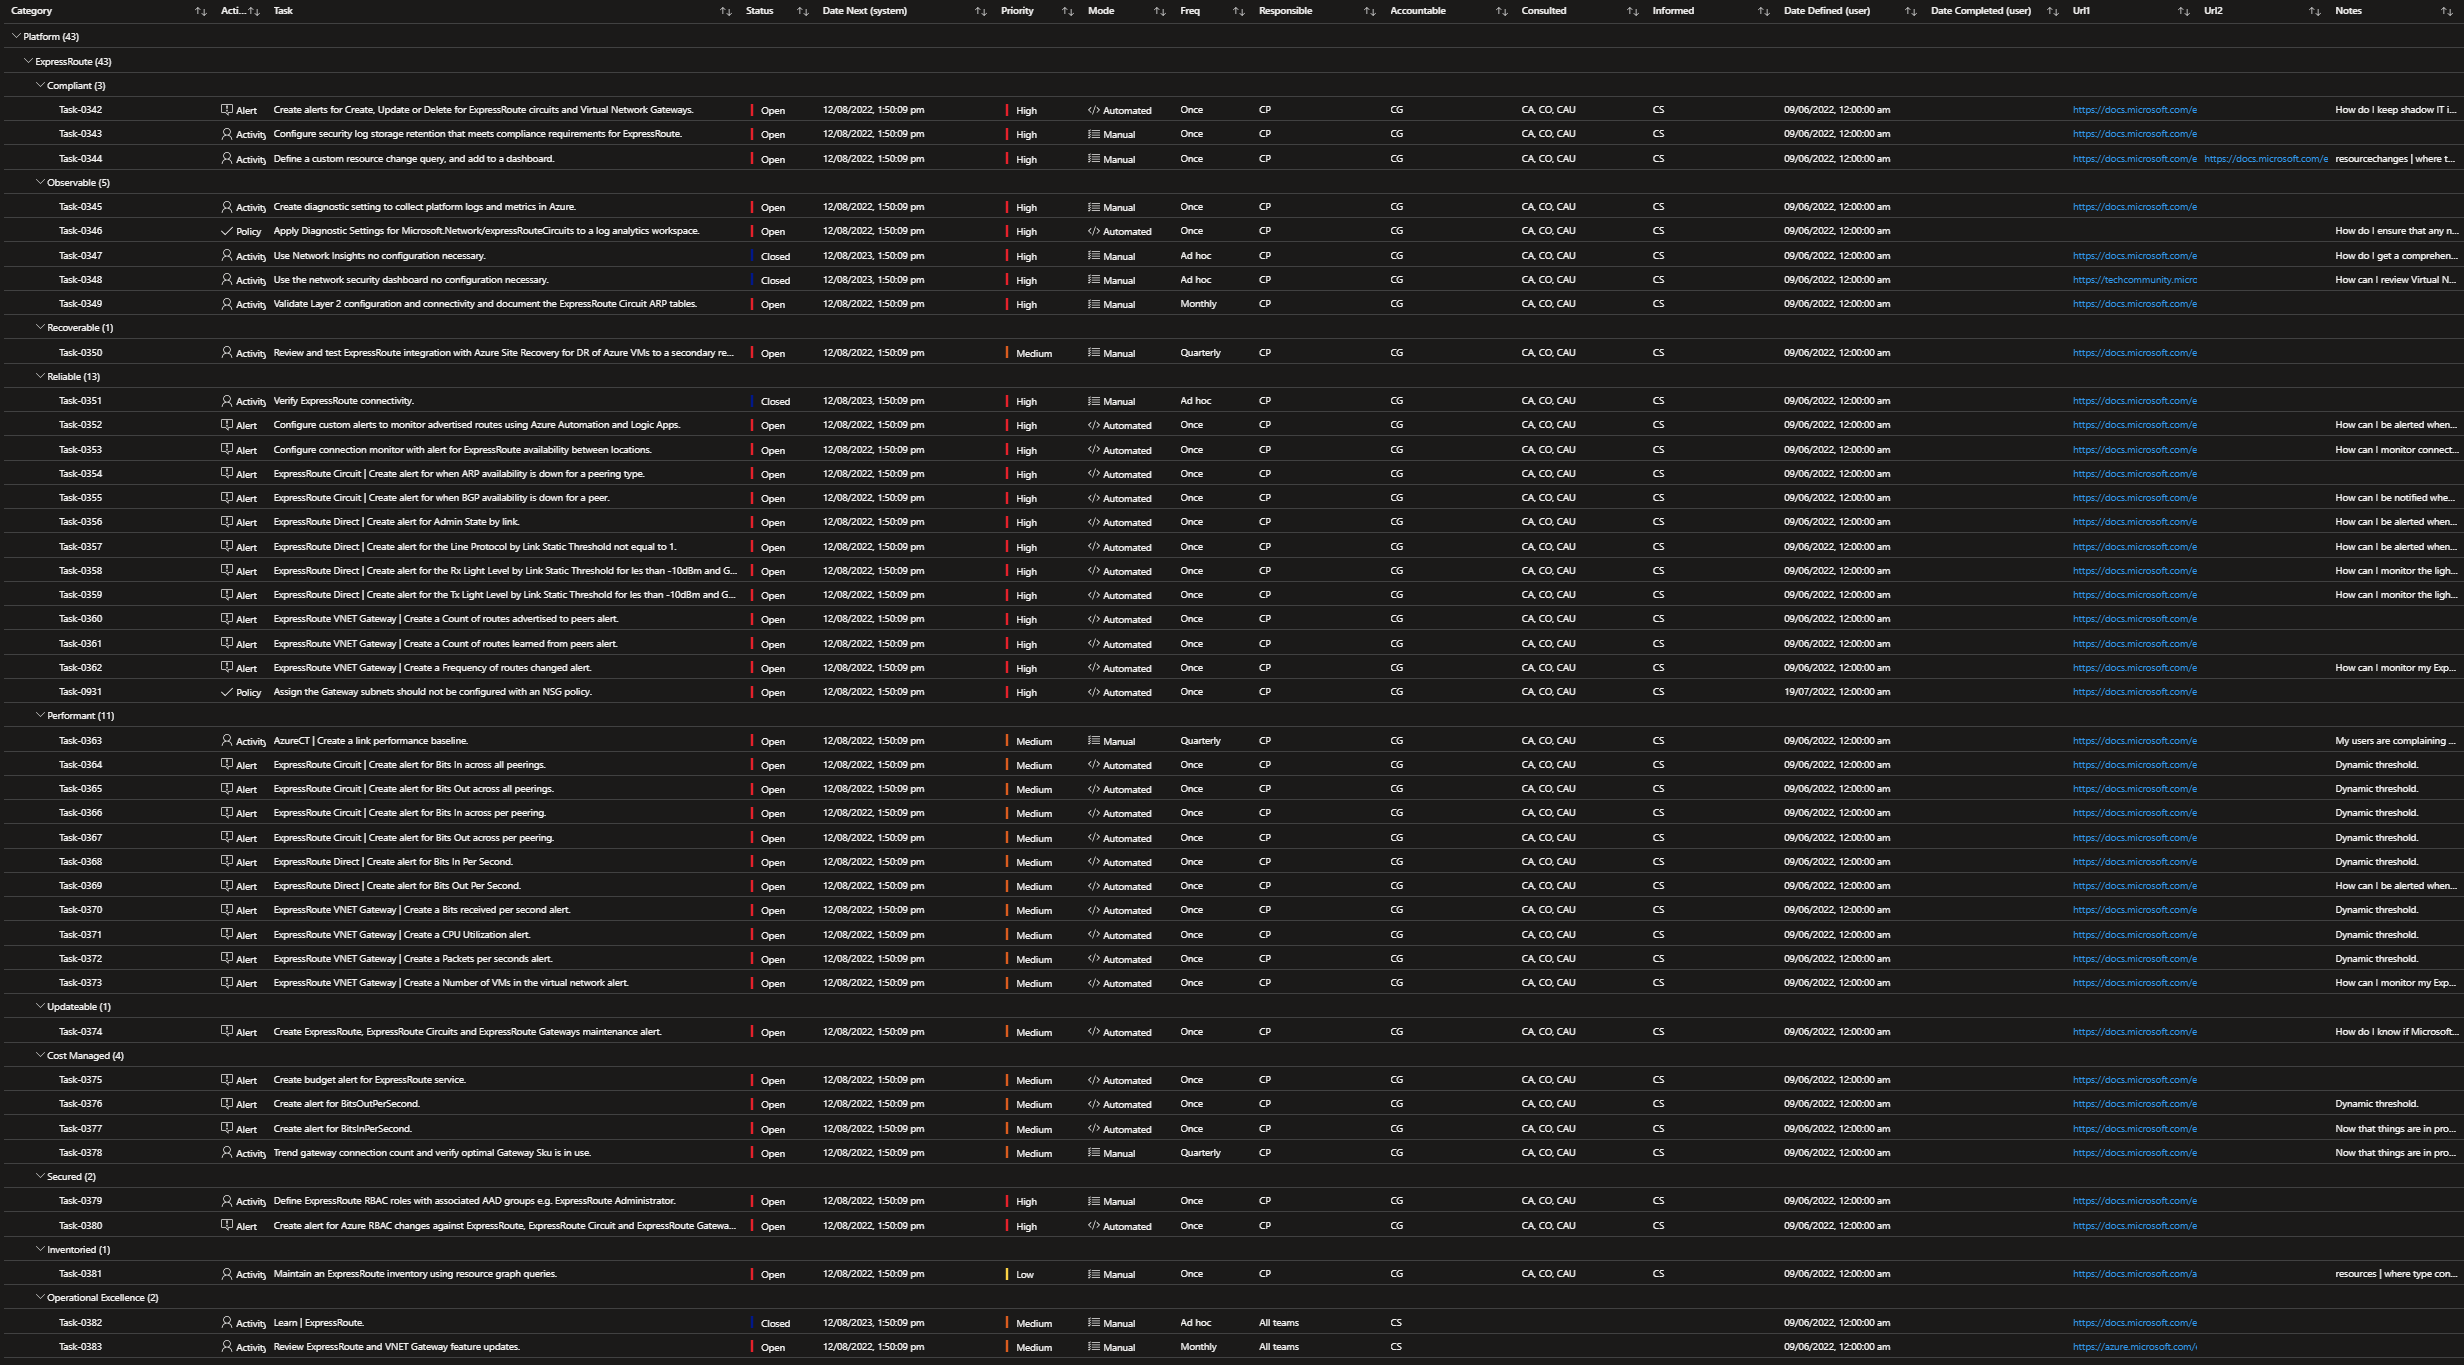 Category Acti... Task Status Date Next (system) Priority Mode Freq Responsible Accountable Consulted Informed Date Defined (user) Date Completed (user) Url1 Url2 Notes
Platform (43)
ExpressRoute (43)
Compliant (3)
Task-0342 Alert Create alerts for Create, Update or Delete for ExpressRoute circuits and Virtual Network Gateways. Open 12/08/2022, 1:50:09 pm High Automated Once CP CG CA, CO, CAU CS 09/06/2022, 12:00:00 am https://docs.microsoft.com/e How do I keep shadow IT i...
Task-0343 Activity Configure security log storage retention that meets compliance requirements for ExpressRoute. Open 12/08/2022, 1:50:09 pm High Manual Once CP CG CA, CO, CAU CS 09/06/2022, 12:00:00 am https://docs.microsoft.com/e
Task-0344 Activity Define a custom resource change query, and add to a dashboard. Open 12/08/2022, 1:50:09 pm High Manual Once CP CG CA, CO, CAU CS 09/06/2022, 12:00:00 am https://docs.microsoft.com/e https://docs.microsoft.com/e resourcechanges | where t...
Observable (5)
Task-0345 Activity Create diagnostic setting to collect platform logs and metrics in Azure. Open 12/08/2022, 1:50:09 pm High Manual Once CP CG CA, CO, CAU CS 09/06/2022, 12:00:00 am https://docs.microsoft.com/e
Task-0346 Policy Apply Diagnostic Settings for Microsoft.Network/expressRouteCircuits to a log analytics workspace. Open 12/08/2022, 1:50:09 pm High Automated Once CP CG CA, CO, CAU CS 09/06/2022, 12:00:00 am How do I ensure that any n...
Task-0347 Activity Use Network Insights no configuration necessary. Closed 12/08/2023, 1:50:09 pm High Manual Ad hoc CP CG CA, CO, CAU CS 09/06/2022, 12:00:00 am https://docs.microsoft.com/e How do I get a comprehen...
Task-0348 Activity Use the network security dashboard no configuration necessary. Closed 12/08/2023, 1:50:09 pm High Manual Ad hoc CP CG CA, CO, CAU CS 09/06/2022, 12:00:00 am https://techcommunity.micro How can I review Virtual N...
Task-0349 Activity Validate Layer 2 configuration and connectivity and document the ExpressRoute Circuit ARP tables. Open 12/08/2022, 1:50:09 pm High Manual Monthly CP CG CA, CO, CAU CS 09/06/2022, 12:00:00 am https://docs.microsoft.com/e
Recoverable (1)
Task-0350 Activity Review and test ExpressRoute integration with Azure Site Recovery for DR of Azure VMs to a secondary re... Open 12/08/2022, 1:50:09 pm Medium Manual Quarterly CP CG CA, CO, CAU CS 09/06/2022, 12:00:00 am https://docs.microsoft.com/e
Reliable (13)
Task-0351 Activity Verify ExpressRoute connectivity. Closed 12/08/2023, 1:50:09 pm High Manual Ad hoc CP CG CA, CO, CAU CS 09/06/2022, 12:00:00 am https://docs.microsoft.com/e
Task-0352 Alert Configure custom alerts to monitor advertised routes using Azure Automation and Logic Apps. Open 12/08/2022, 1:50:09 pm High Automated Once CP CG CA, CO, CAU CS 09/06/2022, 12:00:00 am https://docs.microsoft.com/e How can I be alerted when...
Task-0353 Alert Configure connection monitor with alert for ExpressRoute availability between locations. Open 12/08/2022, 1:50:09 pm High Automated Once CP CG CA, CO, CAU CS 09/06/2022, 12:00:00 am https://docs.microsoft.com/e How can I monitor connect...
Task-0354 Alert ExpressRoute Circuit | Create alert for when ARP availability is down for a peering type. Open 12/08/2022, 1:50:09 pm High Automated Once CP CG CA, CO, CAU CS 09/06/2022, 12:00:00 am https://docs.microsoft.com/e
Task-0355 Alert ExpressRoute Circuit | Create alert for when BGP availability is down for a peer. Open 12/08/2022, 1:50:09 pm High Automated Once CP CG CA, CO, CAU CS 09/06/2022, 12:00:00 am https://docs.microsoft.com/e How can I be notified whe...
Task-0356 Alert ExpressRoute Direct | Create alert for Admin State by link. Open 12/08/2022, 1:50:09 pm High Automated Once CP CG CA, CO, CAU CS 09/06/2022, 12:00:00 am https://docs.microsoft.com/e How can I be alerted when...
Task-0357 Alert ExpressRoute Direct | Create alert for the Line Protocol by Link Static Threshold not equal to 1. Open 12/08/2022, 1:50:09 pm High Automated Once CP CG CA, CO, CAU CS 09/06/2022, 12:00:00 am https://docs.microsoft.com/e How can I be alerted when...
Task-0358 Alert ExpressRoute Direct | Create alert for the Rx Light Level by Link Static Threshold for les than -10dBm and G... Open 12/08/2022, 1:50:09 pm High Automated Once CP CG CA, CO, CAU CS 09/06/2022, 12:00:00 am https://docs.microsoft.com/e How can I monitor the ligh...
Task-0359 Alert ExpressRoute Direct | Create alert for the Tx Light Level by Link Static Threshold for less than -10dBm and G... Open 12/08/2022, 1:50:09 pm High Automated Once CP CG CA, CO, CAU CS 09/06/2022, 12:00:00 am https://docs.microsoft.com/e How can I monitor the ligh...
Task-0360 Alert ExpressRoute VNET Gateway | Create a Count of routes advertised to peers alert. Open 12/08/2022, 1:50:09 pm High Automated Once CP CG CA, CO, CAU CS 09/06/2022, 12:00:00 am https://docs.microsoft.com/e
Task-0361 Alert ExpressRoute VNET Gateway | Create a Count of routes learned from peers alert. Open 12/08/2022, 1:50:09 pm High Automated Once CP CG CA, CO, CAU CS 09/06/2022, 12:00:00 am https://docs.microsoft.com/e
Task-0362 Alert ExpressRoute VNET Gateway | Create a Frequency of routes changed alert. Open 12/08/2022, 1:50:09 pm High Automated Once CP CG CA, CO, CAU CS 09/06/2022, 12:00:00 am https://docs.microsoft.com/e How can I monitor my Exp...
Task-0931 Policy Assign the Gateway subnets should not be configured with an NSG policy. Open 12/08/2022, 1:50:09 pm High Automated Once CP CG CA, CO, CAU CS 19/07/2022, 12:00:00 am https://docs.microsoft.com/e
Performant (11)
Task-0363 Activity AzureCT | Create a link performance baseline. Open 12/08/2022, 1:50:09 pm Medium Manual Quarterly CP CG CA, CO, CAU CS 09/06/2022, 12:00:00 am https://docs.microsoft.com/e My users are complaining ...
Task-0364 Alert ExpressRoute Circuit | Create alert for Bits In across all peerings. Open 12/08/2022, 1:50:09 pm Medium Automated Once CP CG CA, CO, CAU CS 09/06/2022, 12:00:00 am https://docs.microsoft.com/e Dynamic threshold.
Task-0365 Alert ExpressRoute Circuit | Create alert for Bits Out across all peerings. Open 12/08/2022, 1:50:09 pm Medium Automated Once CP CG CA, CO, CAU CS 09/06/2022, 12:00:00 am https://docs.microsoft.com/e Dynamic threshold.
Task-0366 Alert ExpressRoute Circuit | Create alert for Bits In across per peering. Open 12/08/2022, 1:50:09 pm Medium Automated Once CP CG CA, CO, CAU CS 09/06/2022, 12:00:00 am https://docs.microsoft.com/e Dynamic threshold.
Task-0367 Alert ExpressRoute Circuit | Create alert for Bits Out across per peering. Open 12/08/2022, 1:50:09 pm Medium Automated Once CP CG CA, CO, CAU CS 09/06/2022, 12:00:00 am https://docs.microsoft.com/e Dynamic threshold.
Task-0368 Alert ExpressRoute Direct | Create alert for Bits In Per Second. Open 12/08/2022, 1:50:09 pm Medium Automated Once CP CG CA, CO, CAU CS 09/06/2022, 12:00:00 am https://docs.microsoft.com/e Dynamic threshold.
Task-0369 Alert ExpressRoute Direct | Create alert for Bits Out Per Second. Open 12/08/2022, 1:50:09 pm Medium Automated Once CP CG CA, CO, CAU CS 09/06/2022, 12:00:00 am https://docs.microsoft.com/e How can I be alerted when...
Task-0370 Alert ExpressRoute VNET Gateway | Create a Bits received per second alert. Open 12/08/2022, 1:50:09 pm Medium Automated Once CP CG CA, CO, CAU CS 09/06/2022, 12:00:00 am https://docs.microsoft.com/e Dynamic threshold.
Task-0371 Alert ExpressRoute VNET Gateway | Create a CPU Utilization alert. Open 12/08/2022, 1:50:09 pm Medium Automated Once CP CG CA, CO, CAU CS 09/06/2022, 12:00:00 am https://docs.microsoft.com/e Dynamic threshold.
Task-0372 Alert ExpressRoute VNET Gateway | Create a Packets per seconds alert. Open 12/08/2022, 1:50:09 pm Medium Automated Once CP CG CA, CO, CAU CS 09/06/2022, 12:00:00 am https://docs.microsoft.com/e Dynamic threshold.
Task-0373 Alert ExpressRoute VNET Gateway | Create a Number of VMs in the virtual network alert. Open 12/08/2022, 1:50:09 pm Medium Automated Once CP CG CA, CO, CAU CS 09/06/2022, 12:00:00 am https://docs.microsoft.com/e How can I monitor my Exp...
Updateable (1)
Task-0374 Alert Create ExpressRoute, ExpressRoute Circuits and ExpressRoute Gateways maintenance alert. Open 12/08/2022, 1:50:09 pm Medium Automated Once CP CG CA, CO, CAU CS 09/06/2022, 12:00:00 am https://docs.microsoft.com/e How do I know if Microsoft...
Cost Managed (4)
Task-0375 Alert Create budget alert for ExpressRoute service. Open 12/08/2022, 1:50:09 pm Medium Automated Once CP CG CA, CO, CAU CS 09/06/2022, 12:00:00 am https://docs.microsoft.com/e
Task-0376 Alert Create alert for BitsOutPerSecond. Open 12/08/2022, 1:50:09 pm Medium Automated Once CP CG CA, CO, CAU CS 09/06/2022, 12:00:00 am https://docs.microsoft.com/e Dynamic threshold.
Task-0377 Alert Create alert for BitsInPerSecond. Open 12/08/2022, 1:50:09 pm Medium Automated Once CP CG CA, CO, CAU CS 09/06/2022, 12:00:00 am https://docs.microsoft.com/e Now that things are in pro...
Task-0378 Activity Trend gateway connection count and verify optimal Gateway Sku is in use. Open 12/08/2022, 1:50:09 pm Medium Manual Quarterly CP CG CA, CO, CAU CS 09/06/2022, 12:00:00 am https://docs.microsoft.com/e Now that things are in pro...
Secured (2)
Task-0379 Activity Define ExpressRoute RBAC roles with associated AAD groups e.g. ExpressRoute Administrator. Open 12/08/2022, 1:50:09 pm High Manual Once CP CG CA, CO, CAU CS 09/06/2022, 12:00:00 am https://docs.microsoft.com/e
Task-0380 Alert Create alert for Azure RBAC changes against ExpressRoute, ExpressRoute Circuit and ExpressRoute Gatewa... Open 12/08/2022, 1:50:09 pm High Automated Once CP CG CA, CO, CAU CS 09/06/2022, 12:00:00 am https://docs.microsoft.com/e
Inventoried (1)
Task-0381 Activity Maintain an ExpressRoute inventory using resource graph queries. Open 12/08/2022, 1:50:09 pm Low Manual Once CP CG CA, CO, CAU CS 09/06/2022, 12:00:00 am https://docs.microsoft.com/a resources | where type con...
Operational Excellence (2)
Task-0382 Activity Learn | ExpressRoute. Closed 12/08/2023, 1:50:09 pm Medium Manual Ad hoc All teams CS 09/06/2022, 12:00:00 am https://docs.microsoft.com/e
Task-0383 Activity Review ExpressRoute and VNET Gateway feature updates. Open 12/08/2022, 1:50:09 pm Medium Manual Monthly All teams CS 09/06/2022, 12:00:00 am https://azure.microsoft.com/